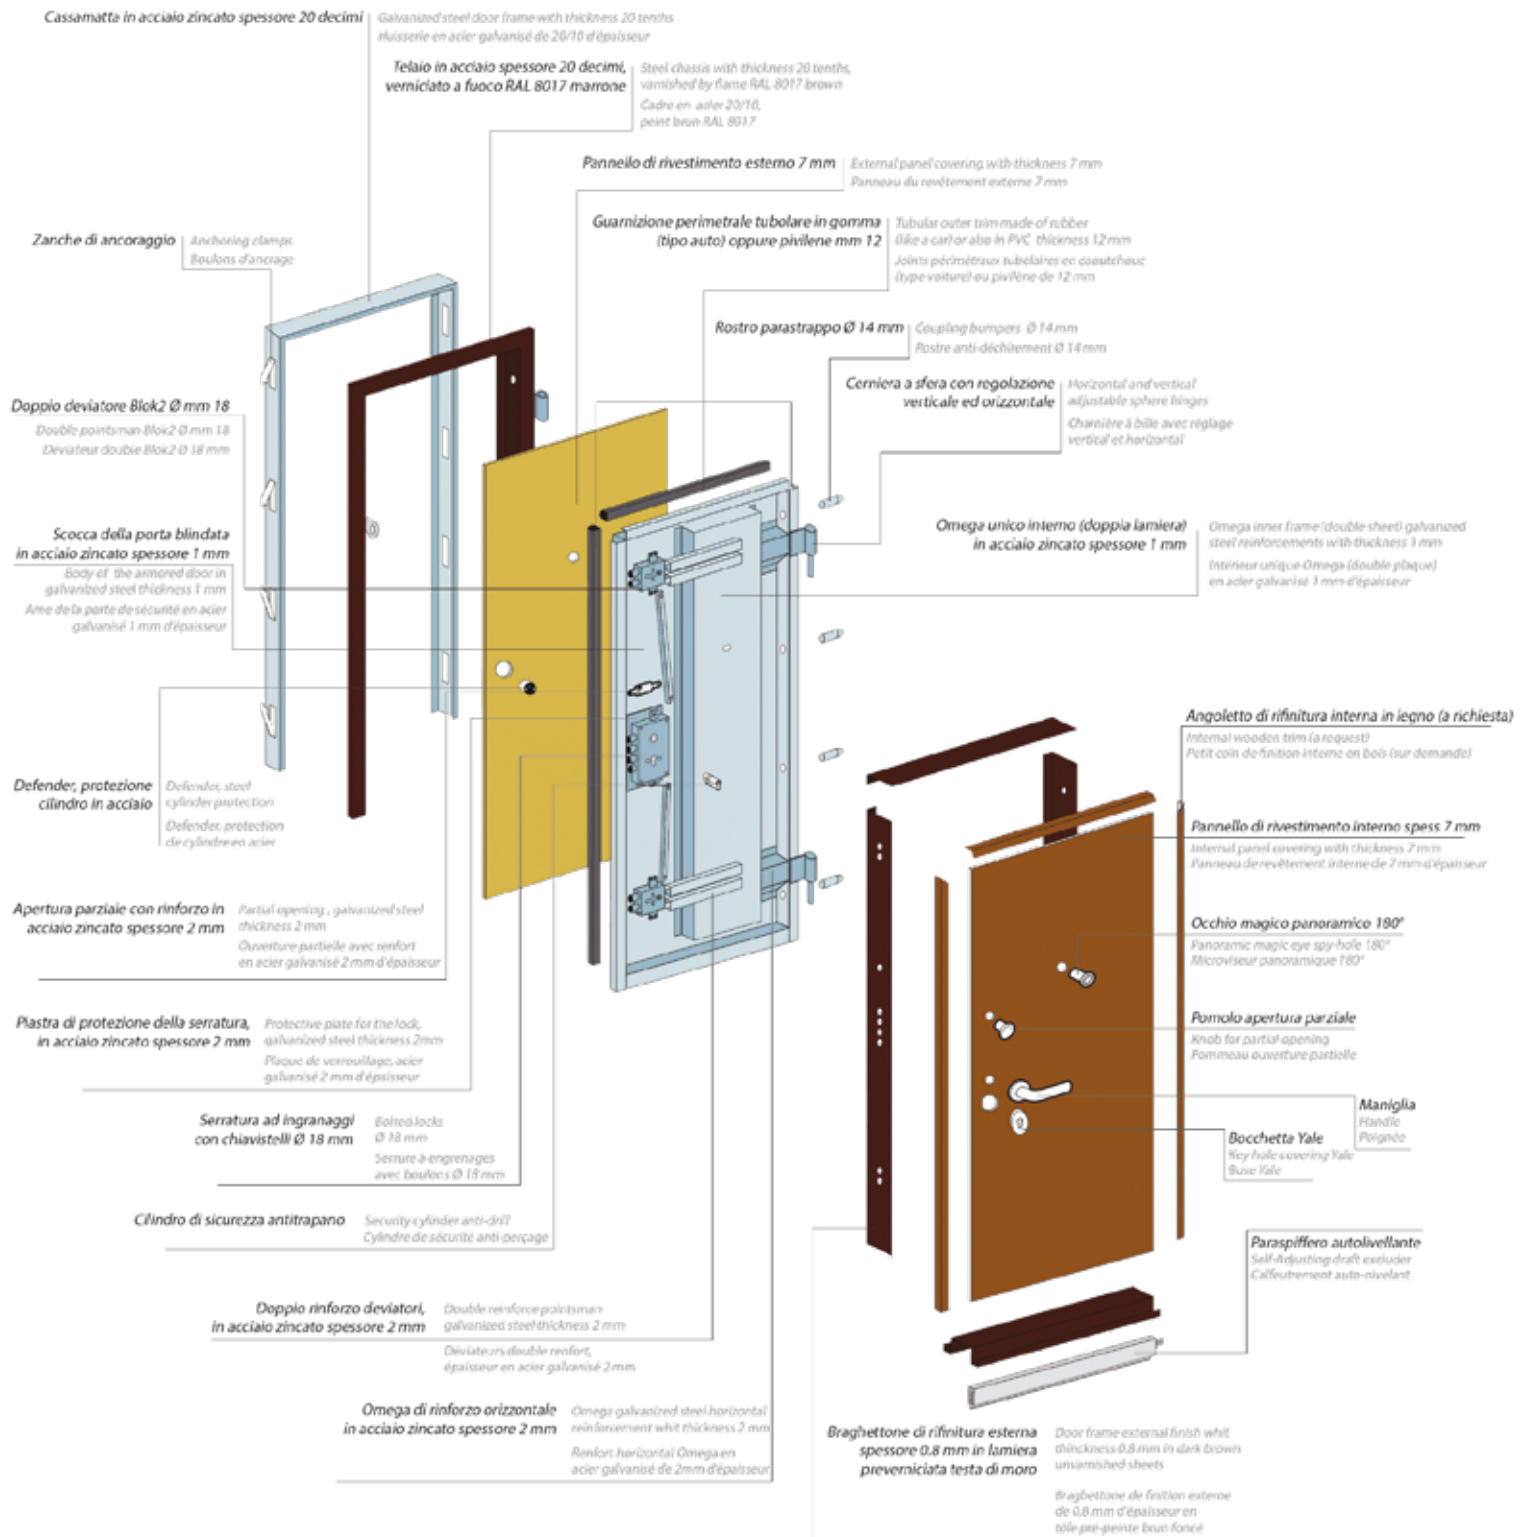 Cassamatta in acciaio zincato spessore 20 decimi
Galvanized steel door frame with thickness 20 tenths
Huisserie en acier galvanisé de 20/10 d'épaisseur
Telaio in acciaio spessore 20 decimi,
verniciato a fuoco RAL 8017 marrone
Steel chassis with thickness 20 tenths,
varnished by flame RAL 8017 brown
Cadre en acier 20/10,
peint brun RAL 8017
Pannello di rivestimento esterno 7 mm
External panel covering with thickness 7 mm
Panneau du revêtement externe 7 mm
Guarnizione perimetrale tubolare in gomma
(tipo auto) oppure pivilene mm 12
Tubular outer trim made of rubber
(like a car) or also in PVC thickness 12 mm
Joints périmétraux tubelaires en caoutchouc
(type voiture) ou pivilène de 12 mm
Zanche di ancoraggio
Anchoring clamps
Boulons d'ancrage
Rostro parastrappo Ø 14 mm
Coupling bumpers Ø 14 mm
Rostre anti-déchirement Ø 14 mm
Cerniera a sfera con regolazione
verticale ed orizzontale
Horizontal and vertical
adjustable sphere hinges
Charnière à bille avec réglage
vertical et horizontal
Doppio deviatore Blok2 Ø mm 18
Double pointsman Blok2 Ø mm 18
Déviateur double Blok2 Ø 18 mm
Scocca della porta blindata
in acciaio zincato spessore 1 mm
Body of the armored door in
galvanized steel thickness 1 mm
Ame de la porte de sécurité en acier
galvanisé 1 mm d'épaisseur
Omega unico interno (doppia lamiera)
in acciaio zincato spessore 1 mm
Omega inner frame (double sheet) galvanized
steel reinforcements with thickness 1 mm
Intérieur unique Omega (double plaque)
en acier galvanisé 1 mm d'épaisseur
Angoletto di rifinitura interna in legno (a richiesta)
Internal wooden trim (a request)
Petit coin de finition interne en bois (sur demande)
Defender, protezione
cilindro in acciaio
Defender, steel
cylinder protection
Defender, protection
de cylindre en acier
Pannello di rivestimento interno spess 7 mm
Internal panel covering with thickness 7 mm
Panneau de revêtement interne de 7 mm d'épaisseur
Apertura parziale con rinforzo in
acciaio zincato spessore 2 mm
Partial opening, galvanized steel
thickness 2 mm
Ouverture partielle avec renfort
en acier galvanisé 2 mm d'épaisseur
Occhio magico panoramico 180°
Panoramic magic eye spy-hole 180°
Microviseur panoramique 180°
Piastra di protezione della serratura,
in acciaio zincato spessore 2 mm
Protective plate for the lock,
galvanized steel thickness 2mm
Plaque de verrouillage, acier
galvanisé 2 mm d'épaisseur
Pomolo apertura parziale
Knob for partial opening
Pommeau ouverture partielle
Serratura ad ingranaggi
con chiavistelli Ø 18 mm
Bolted locks
Ø 18 mm
Serrure à engrenages
avec boulons Ø 18 mm
Maniglia
Handle
Poignée
Bocchetta Yale
Key hole covering Yale
Buse Yale
Cilindro di sicurezza antitrapano
Security cylinder anti-drill
Cylindre de sécurité anti-perçage
Paraspiffero autolivellante
Self-Adjusting draft excluder
Calfeutrement auto-nivelant
Doppio rinforzo deviatori,
in acciaio zincato spessore 2 mm
Double reinforce pointsman
galvanized steel thickness 2 mm
Déviateurs double renfort,
épaisseur en acier galvanisé 2 mm
Omega di rinforzo orizzontale
in acciaio zincato spessore 2 mm
Omega galvanized steel horizontal
reinforcement whit thickness 2 mm
Renfort horizontal Omega en
acier galvanisé de 2mm d'épaisseur
Braghettone di rifinitura esterna
spessore 0.8 mm in lamiera
preverniciata testa di moro
Door frame external finish whit
thinckness 0.8 mm in dark brown
unvarnished sheets
Braghettone de finition externe
de 0,8 mm d'épaisseur en
tôle pré-peinte brun foncé